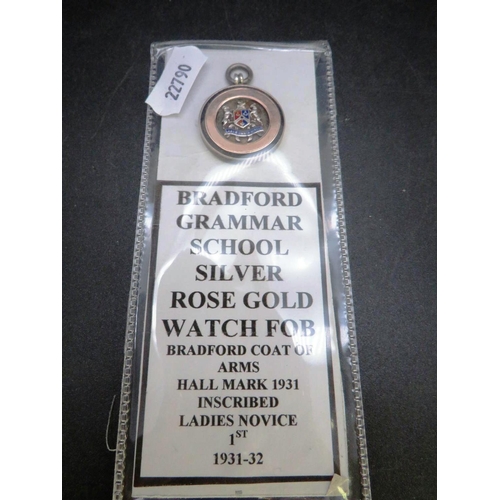 22790
BRADFORD
GRAMMAR
SCHOOL
SILVER
ROSE GOLD
WATCH FOB
BRADFORD COAT OF
ARMS
HALL MARK 1931
INSCRIBED
LADIES NOVICE
1ST
1931-32